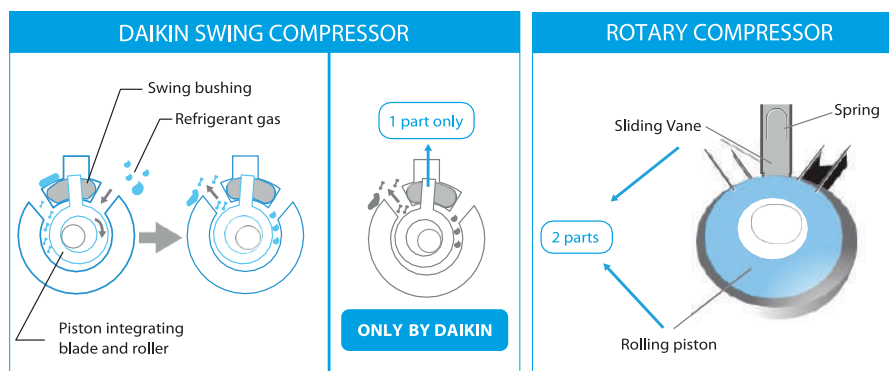 DAIKIN SWING COMPRESSOR
Swing bushing
Refrigerant gas
Piston integrating
blade and roller
1 part only
ONLY BY DAIKIN
ROTARY COMPRESSOR
Sliding Vane
Spring
2 parts
Rolling piston